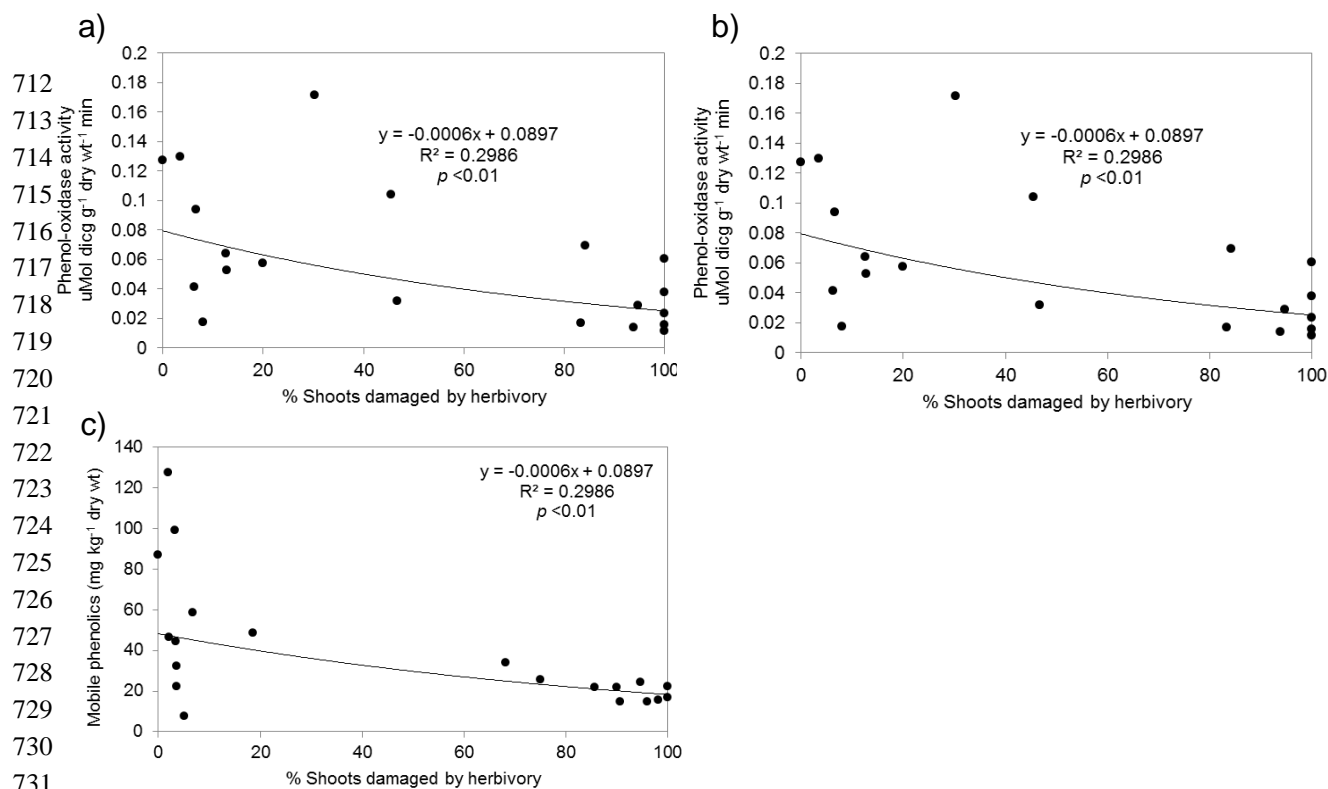 a)
0.2
0.18
0.16
0.14
0.12
0.1
0.08
0.06
0.04
0.02
0
Phenol-oxidase activity
uMol dicg g⁻¹ dry wt⁻¹ min
y = -0.0006x + 0.0897
R² = 0.2986
p <0.01
0 20 40 60 80 100
% Shoots damaged by herbivory
b)
0.2
0.18
0.16
0.14
0.12
0.1
0.08
0.06
0.04
0.02
0
Phenol-oxidase activity
uMol dicg g⁻¹ dry wt⁻¹ min
y = -0.0006x + 0.0897
R² = 0.2986
p <0.01
0 20 40 60 80 100
% Shoots damaged by herbivory
c)
140
120
100
80
60
40
20
0
Mobile phenolics (mg kg⁻¹ dry wt)
y = -0.0006x + 0.0897
R² = 0.2986
p <0.01
0 20 40 60 80 100
% Shoots damaged by herbivory
712
713
714
715
716
717
718
719
720
721
722
723
724
725
726
727
728
729
730
731